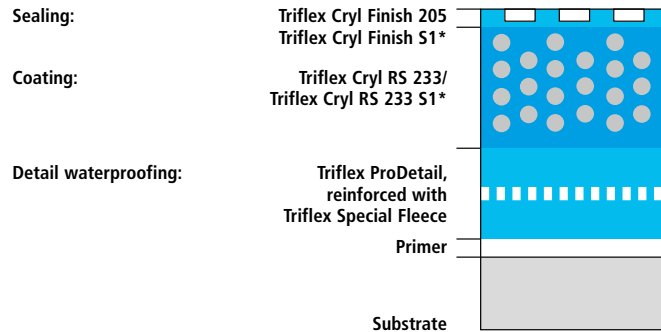 Sealing: Triflex Cryl Finish 205
Triflex Cryl Finish S1*
Coating: Triflex Cryl RS 233/
Triflex Cryl RS 233 S1*
Detail waterproofing: Triflex ProDetail,
reinforced with
Triflex Special Fleece
Primer
Substrate